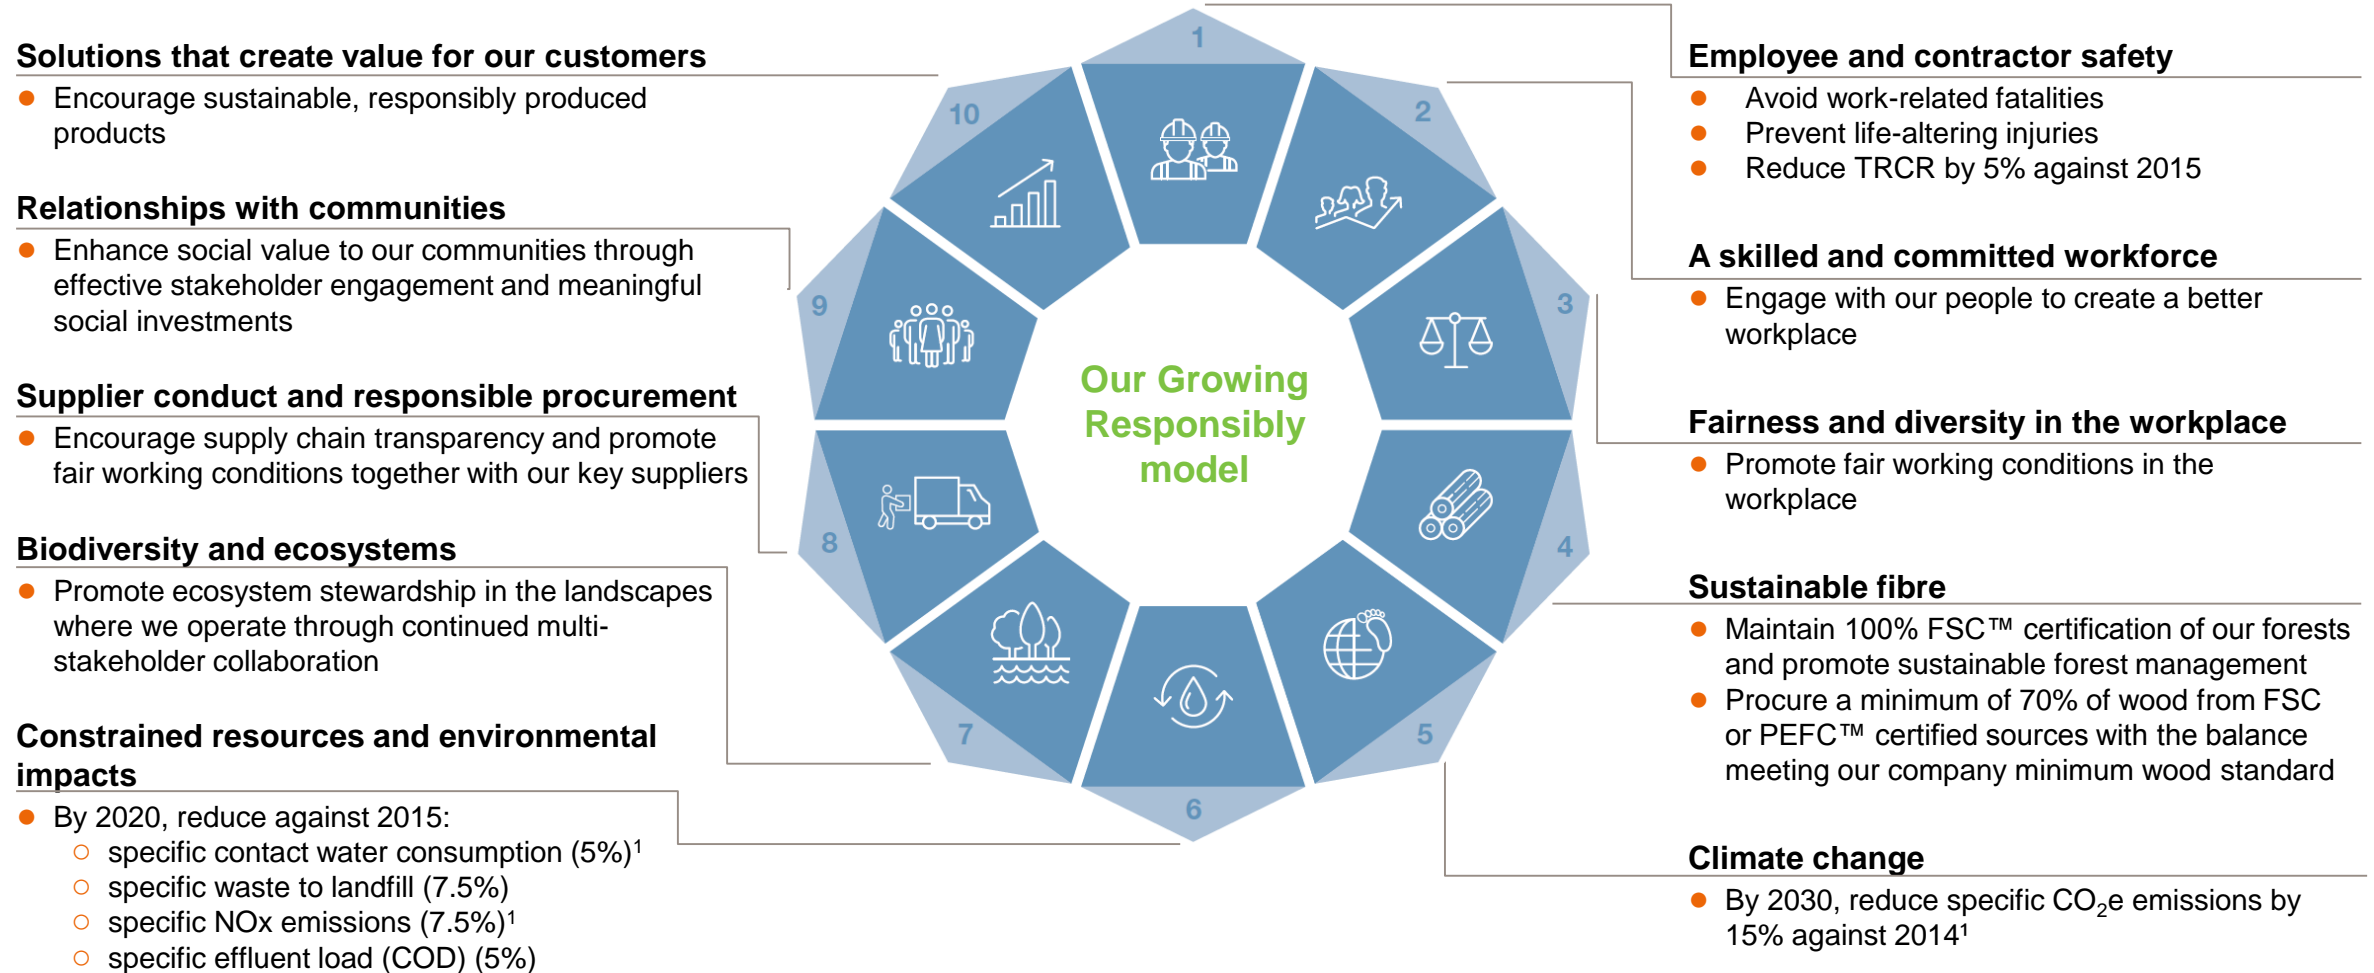 Solutions that create value for our customers
● Encourage sustainable, responsibly produced
products
Relationships with communities
● Enhance social value to our communities through
effective stakeholder engagement and meaningful
social investments
Supplier conduct and responsible procurement
● Encourage supply chain transparency and promote
fair working conditions together with our key suppliers
Biodiversity and ecosystems
● Promote ecosystem stewardship in the landscapes
where we operate through continued multi-
stakeholder collaboration
Constrained resources and environmental
impacts
● By 2020, reduce against 2015:
○ specific contact water consumption (5%)¹
○ specific waste to landfill (7.5%)
○ specific NOx emissions (7.5%)¹
○ specific effluent load (COD) (5%)
1
2
3
4
5
6
7
8
9
10
Our Growing
Responsibly
model
Employee and contractor safety
● Avoid work-related fatalities
● Prevent life-altering injuries
● Reduce TRCR by 5% against 2015
A skilled and committed workforce
● Engage with our people to create a better
workplace
Fairness and diversity in the workplace
● Promote fair working conditions in the
workplace
Sustainable fibre
● Maintain 100% FSC™ certification of our forests
and promote sustainable forest management
● Procure a minimum of 70% of wood from FSC
or PEFC™ certified sources with the balance
meeting our company minimum wood standard
Climate change
● By 2030, reduce specific CO₂e emissions by
15% against 2014¹